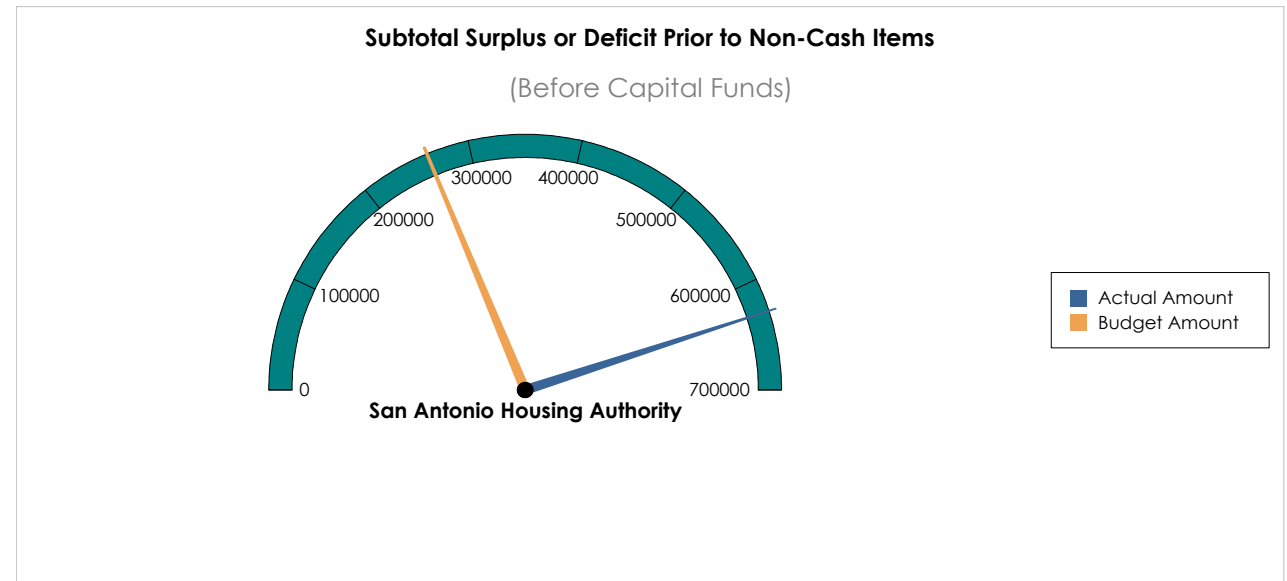 Subtotal Surplus or Deficit Prior to Non-Cash Items
(Before Capital Funds)
300000
400000
200000
500000
100000
600000
0
700000
San Antonio Housing Authority
Actual Amount
Budget Amount